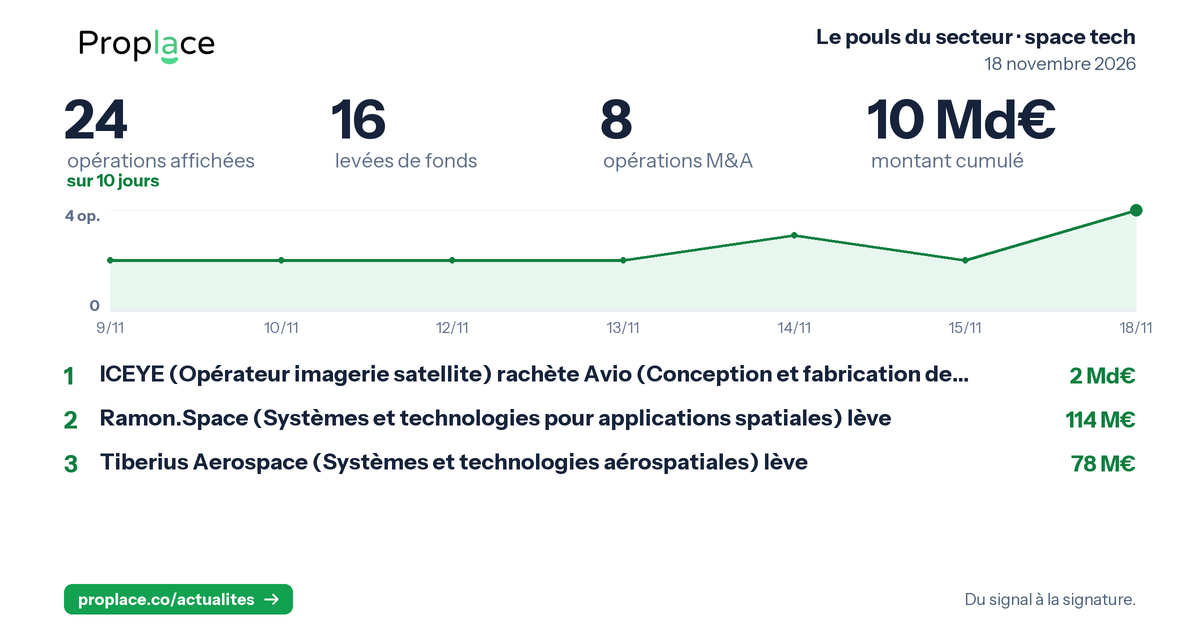 Proplace
Le pouls du secteur · space tech
18 novembre 2026
24
opérations affichées
sur 10 jours
16
levées de fonds
8
opérations M&A
10 Md€
montant cumulé
4 op.
0
9/11
10/11
12/11
13/11
14/11
15/11
18/11
1 ICEYE (Opérateur imagerie satellite) rachète Avio (Conception et fabrication de... 2 Md€
2 Ramon.Space (Systèmes et technologies pour applications spatiales) lève 114 M€
3 Tiberius Aerospace (Systèmes et technologies aérospatiales) lève 78 M€
proplace.co/actualites →
Du signal à la signature.